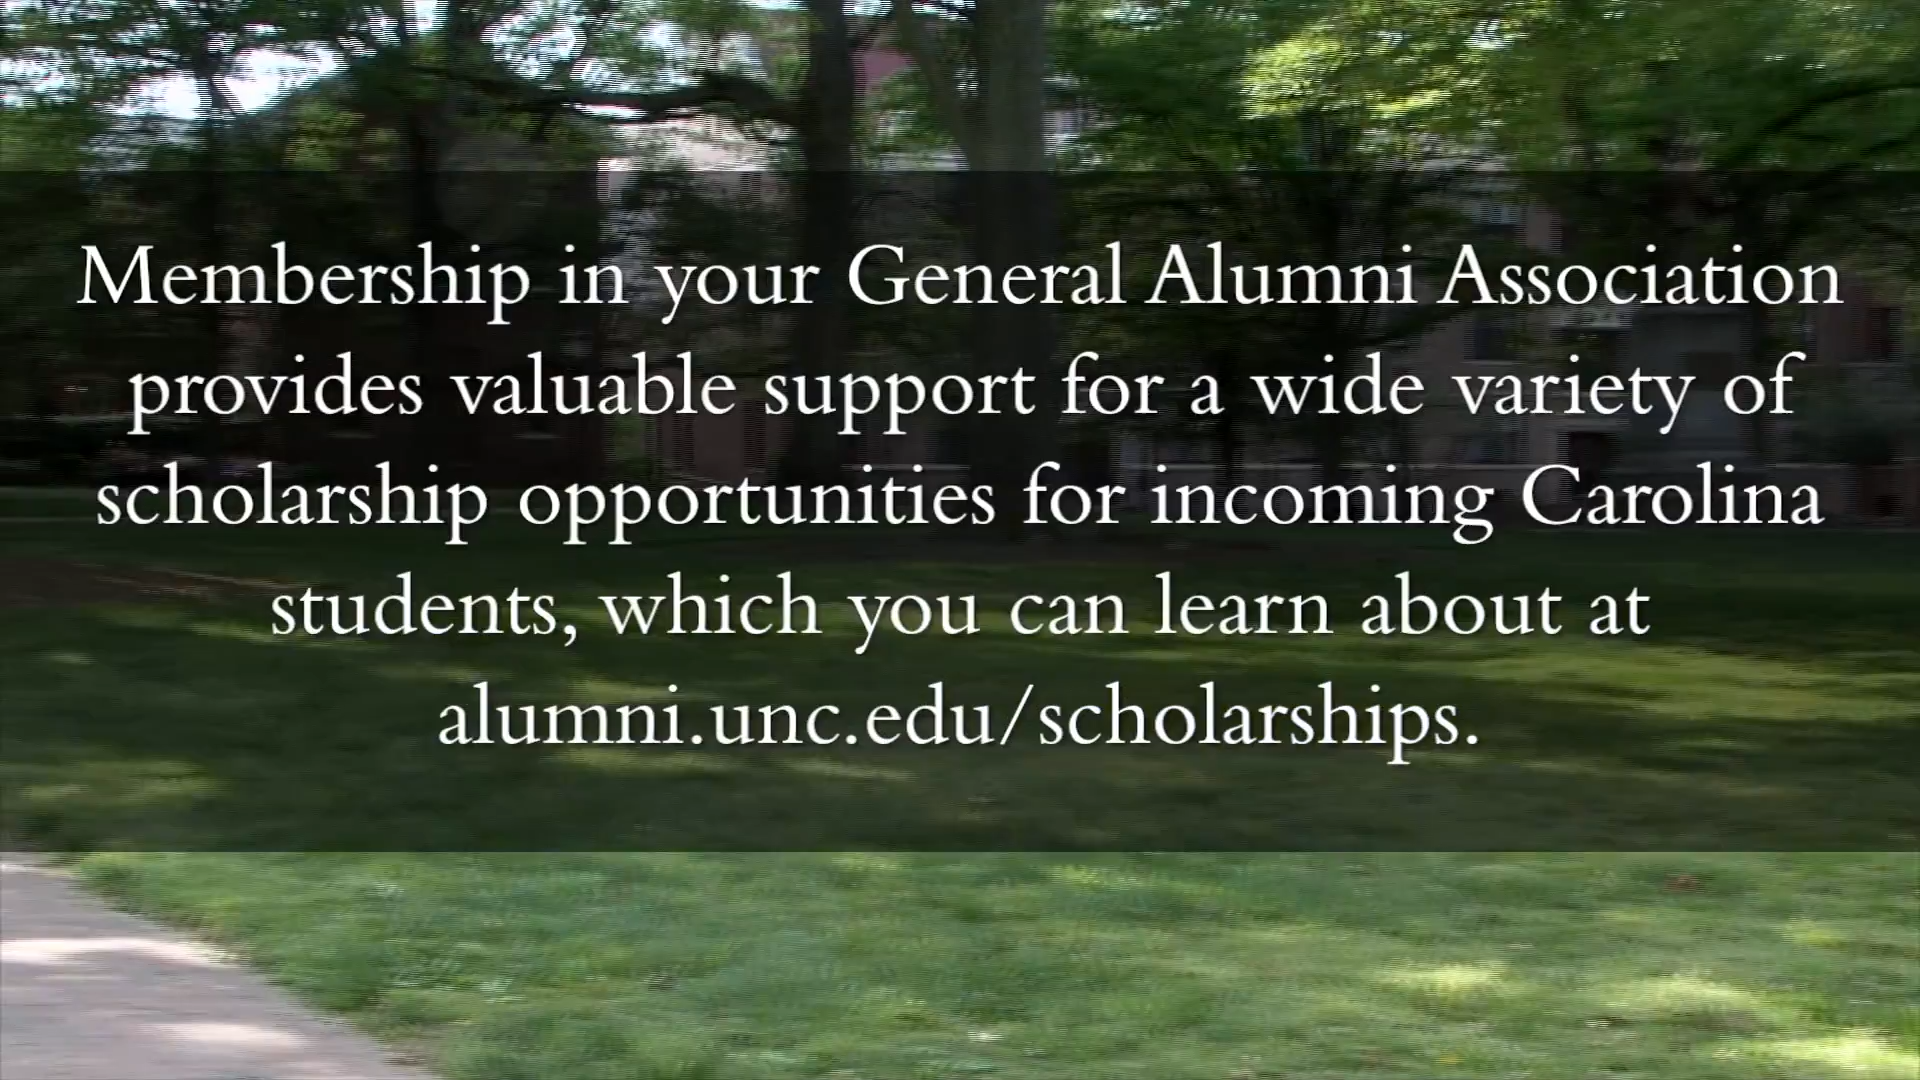 Membership in your General Alumni Association
provides valuable support for a wide variety of
scholarship opportunities for incoming Carolina
students, which you can learn about at
alumni.unc.edu/scholarships.